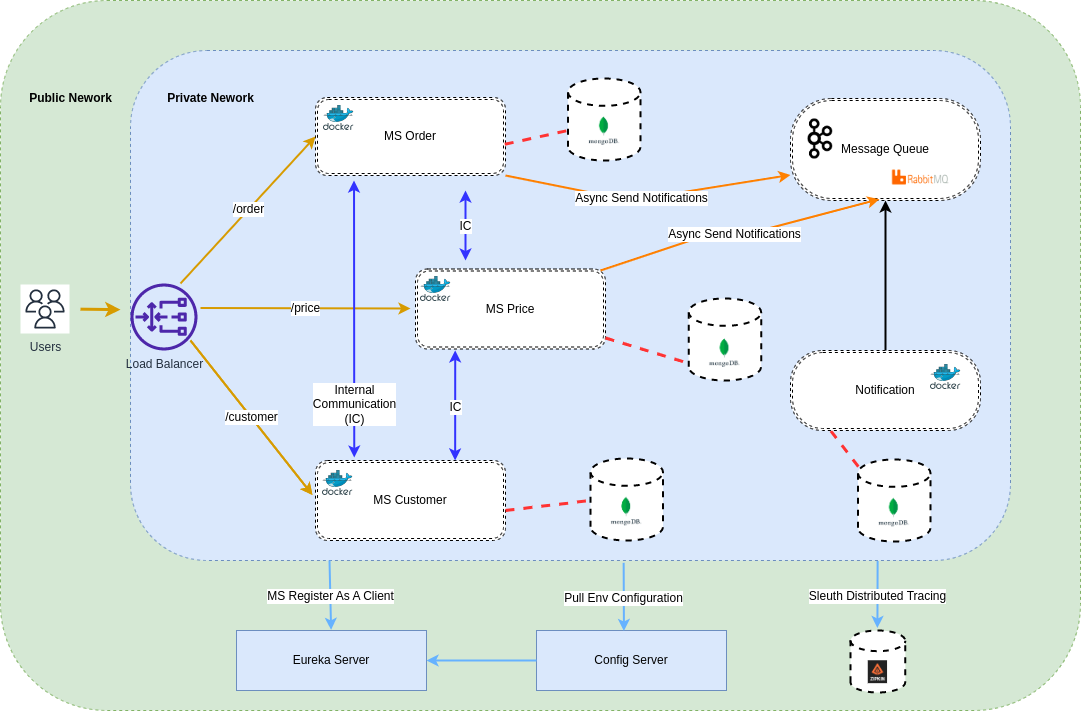 Public Nework
Private Nework
docker
MS Order
mongoDB
Message Queue
RabbitMQ
Async Send Notifications
/order
IC
Async Send Notifications
docker
MS Price
/price
mongoDB
Users
Load Balancer
Internal
Communication
(IC)
IC
/customer
docker
Notification
docker
MS Customer
mongoDB
mongoDB
MS Register As A Client
Pull Env Configuration
Sleuth Distributed Tracing
Eureka Server
Config Server
ZIPKIN